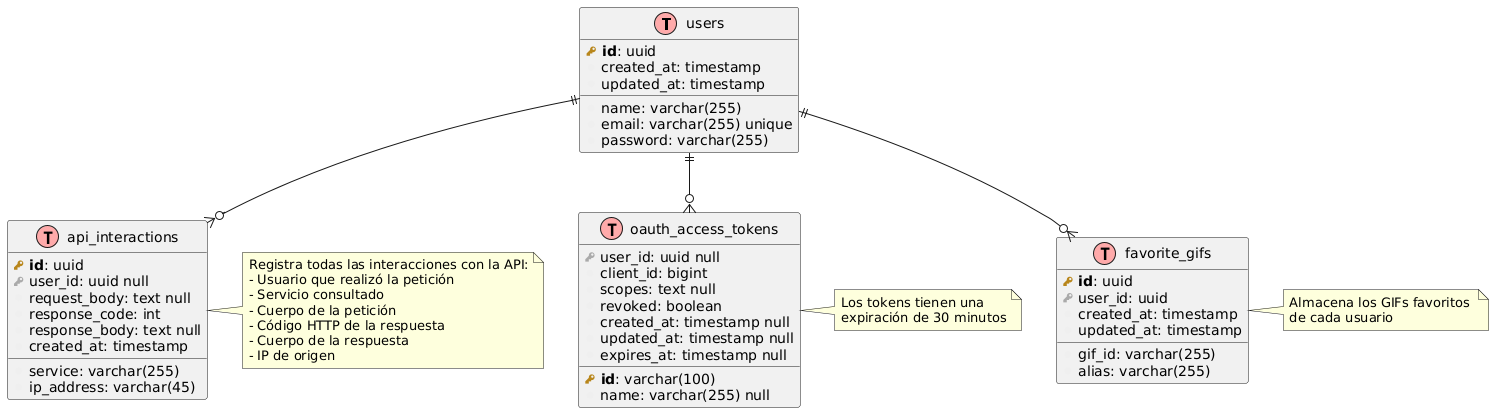 T users
id: uuid
created_at: timestamp
updated_at: timestamp
name: varchar(255)
email: varchar(255) unique
password: varchar(255)
T api_interactions
id: uuid
user_id: uuid null
request_body: text null
response_code: int
response_body: text null
created_at: timestamp
service: varchar(255)
ip_address: varchar(45)
Registra todas las interacciones con la API:
- Usuario que realizó la petición
- Servicio consultado
- Cuerpo de la petición
- Código HTTP de la respuesta
- Cuerpo de la respuesta
- IP de origen
T oauth_access_tokens
user_id: uuid null
client_id: bigint
scopes: text null
revoked: boolean
created_at: timestamp null
updated_at: timestamp null
expires_at: timestamp null
id: varchar(100)
name: varchar(255) null
Los tokens tienen una
expiración de 30 minutos
T favorite_gifs
id: uuid
user_id: uuid
created_at: timestamp
updated_at: timestamp
gif_id: varchar(255)
alias: varchar(255)
Almacena los GIFs favoritos
de cada usuario